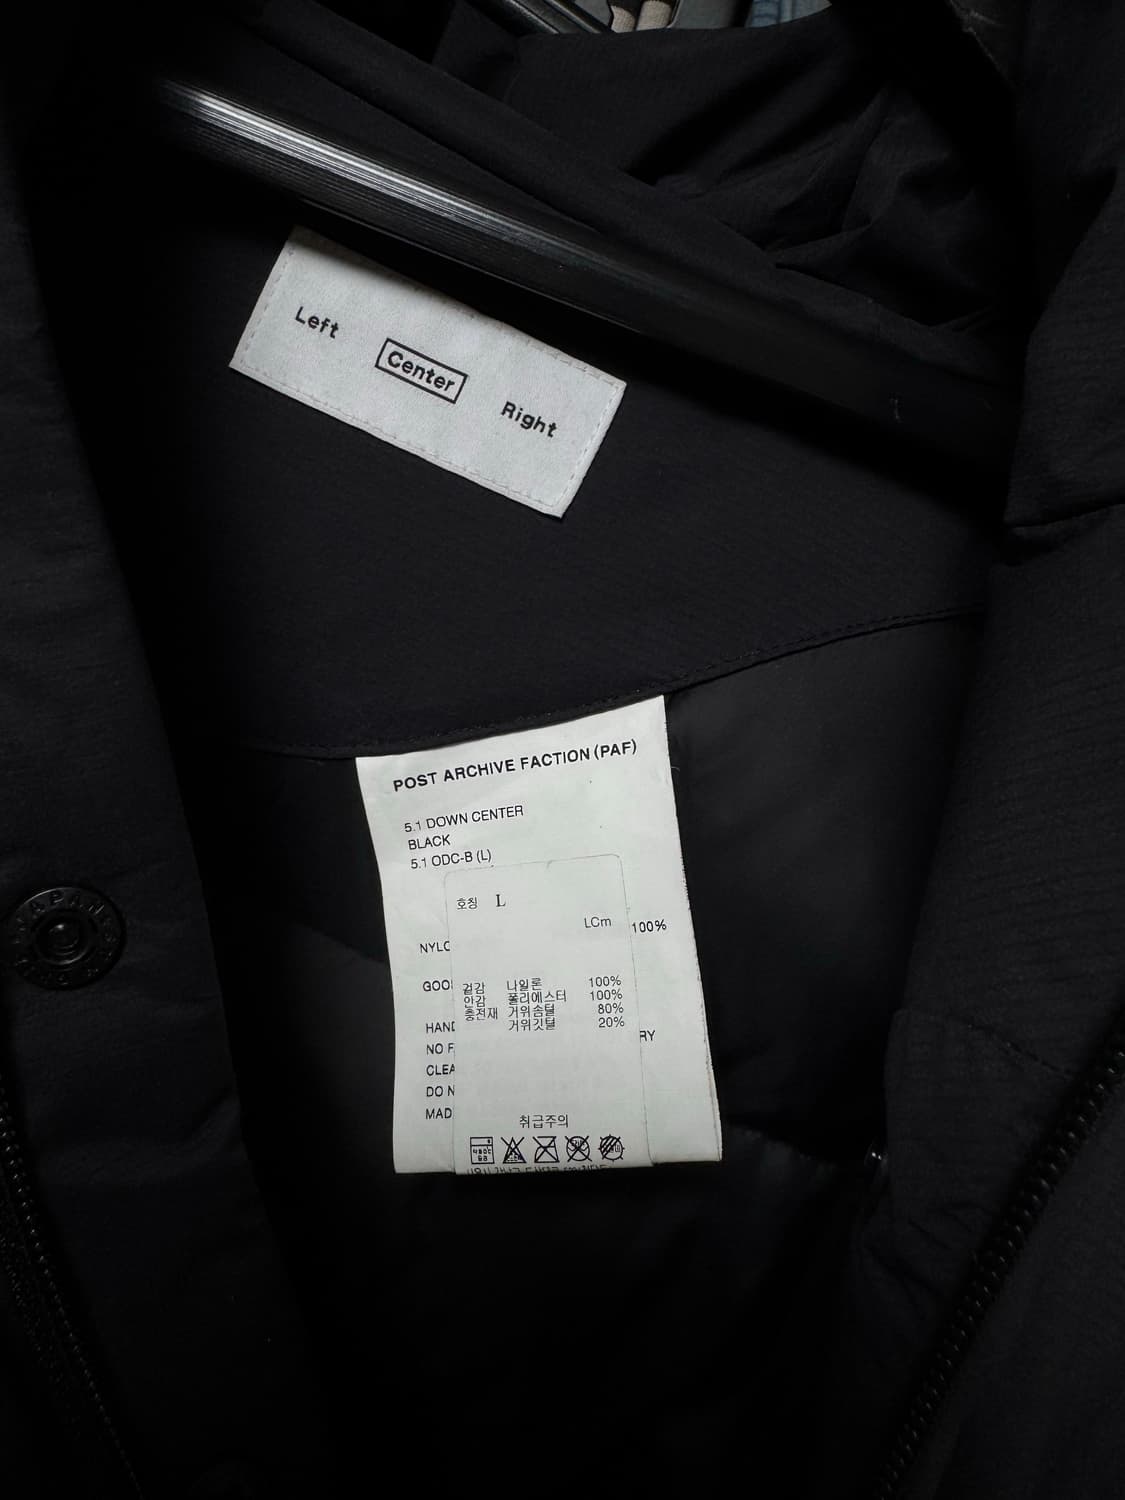 Left
Center
Right
POST ARCHIVE FACTION (PAF)
5.1 DOWN CENTER
BLACK
5.1 ODC-B (L)
호칭 L
LCm
100%
NYLO
GOO
겉감 나일론 100%
안감 폴리에스터 100%
충전재 거위솜털 80%
거위깃털 20%
HAND
NO F
RY
CLEA
DO N
MAD
취급주의
JAPAN